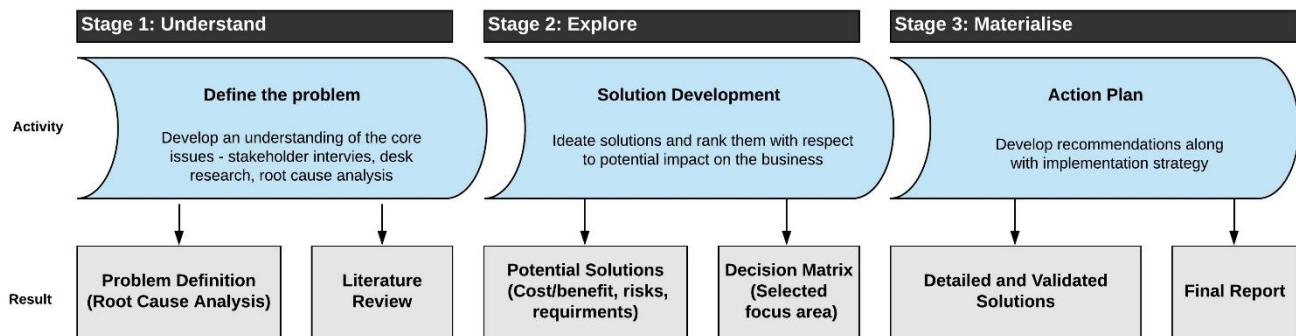 Stage 1: Understand
Stage 2: Explore
Stage 3: Materialise
Activity
Define the problem
Develop an understanding of the core
issues - stakeholder intervies, desk
research, root cause analysis
Solution Development
Ideate solutions and rank them with respect
to potential impact on the business
Action Plan
Develop recommendations along
with implementation strategy
Result
Problem Definition
(Root Cause Analysis)
Literature
Review
Potential Solutions
(Cost/benefit, risks,
requirments)
Decision Matrix
(Selected
focus area)
Detailed and Validated
Solutions
Final Report